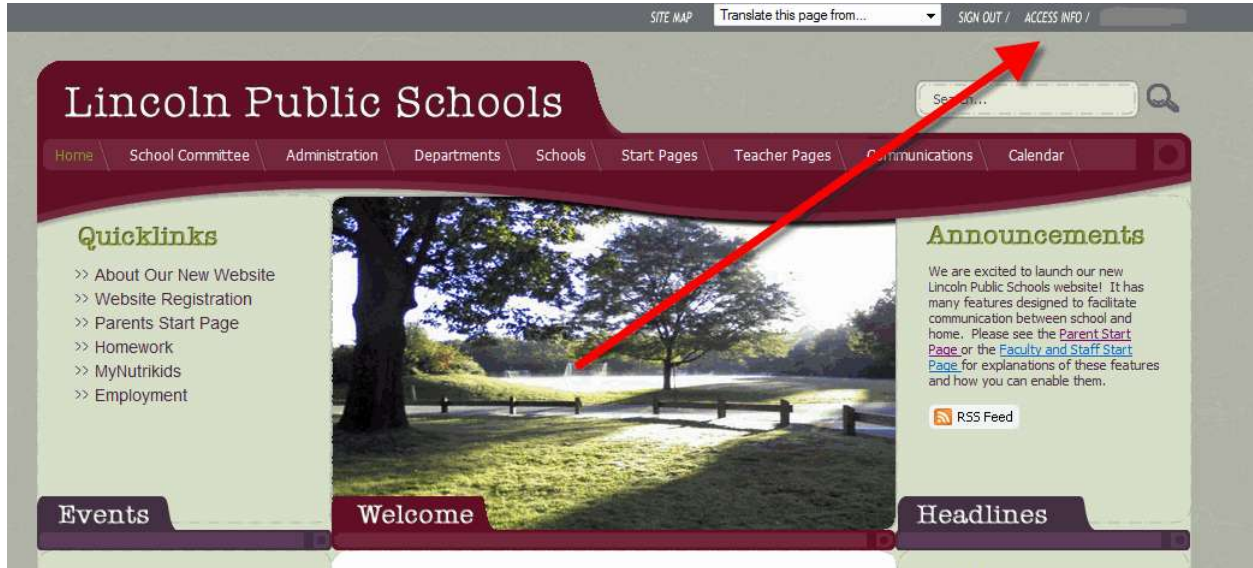 SITE MAP Translate this page from... SIGN OUT / ACCESS INFO /
Lincoln Public Schools
Home School Committee Administration Departments Schools Start Pages Teacher Pages Communications Calendar
Quicklinks
>> About Our New Website
>> Website Registration
>> Parents Start Page
>> Homework
>> MyNutrikids
>> Employment
Announcements
We are excited to launch our new
Lincoln Public Schools website! It has
many features designed to facilitate
communication between school and
home. Please see the Parent Start
Page or the Faculty and Staff Start
Page for explanations of these features
and how you can enable them.
RSS Feed
Events
Welcome
Headlines